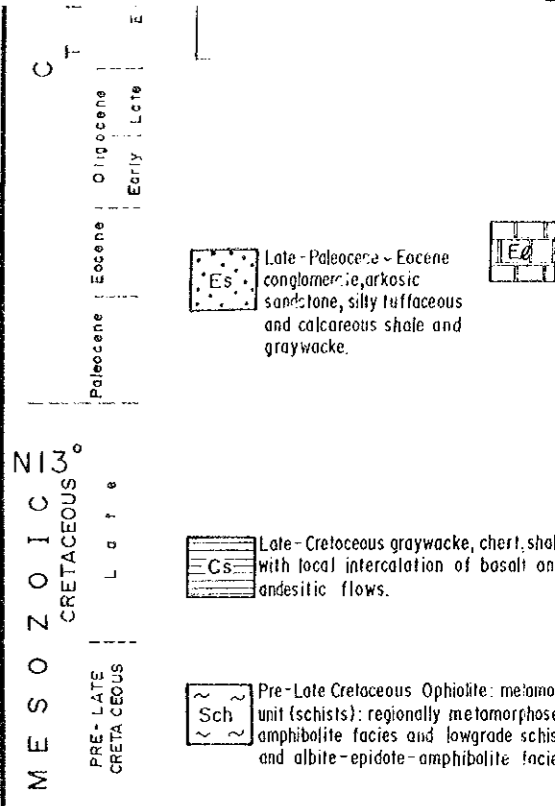 C
T
E
Oligocene
Early Late
Eocene
Paleocene
Es
Late-Paleocene - Eocene
conglomerate, arkosic
sandstone, silty tuffaceous
and calcareous shale and
graywacke.
El
N13°
MESOZOIC
CRETACEOUS
Late
Cs
Late-Cretaceous graywacke, chert, shal
with local intercalation of basalt an
andesitic flows.
PRE-LATE
CRETACEOUS
Sch
Pre-Late Cretaceous Ophiolite: metamo
unit (schists): regionally metamorphose
amphibolite facies and lowgrade schis
and albite-epidote-amphibolite facie